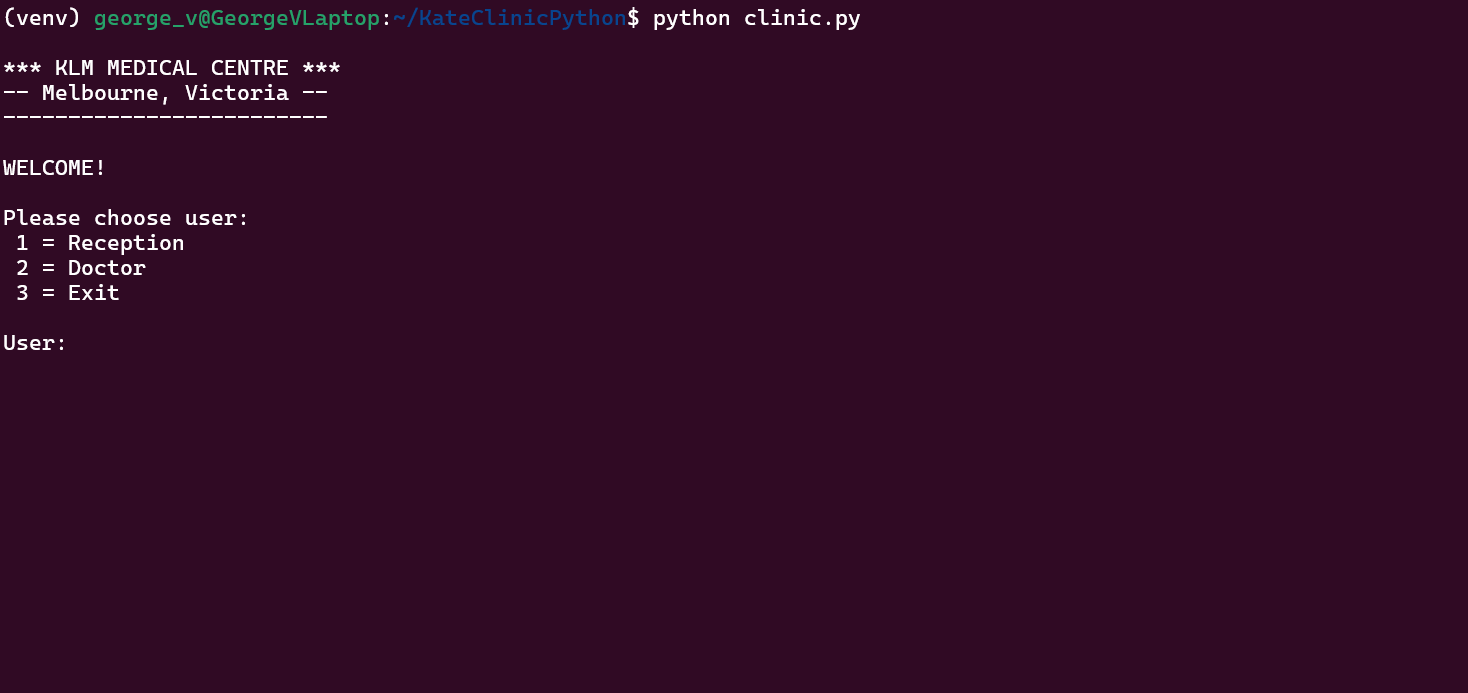 (venv) george_v@GeorgeVLaptop:~/KateClinicPython$ python clinic.py
*** KLM MEDICAL CENTRE ***
-- Melbourne, Victoria --
-------------------------
WELCOME!
Please choose user:
 1 = Reception
 2 = Doctor
 3 = Exit
User: